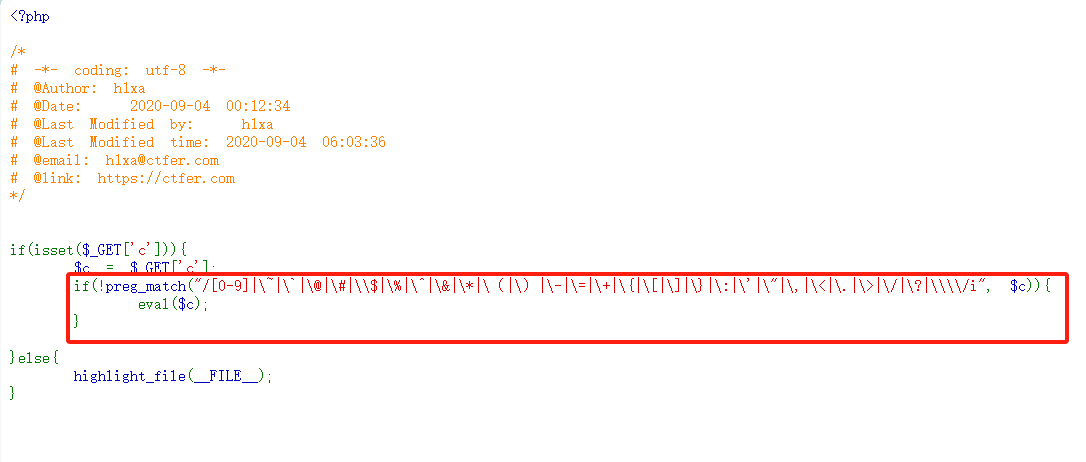 <?php
/*
# -*- coding: utf-8 -*-
# @Author: h1xa
# @Date: 2020-09-04 00:12:34
# @Last Modified by: h1xa
# @Last Modified time: 2020-09-04 06:03:36
# @email: h1xa@ctfer.com
# @link: https://ctfer.com
*/
if(isset($_GET['c'])){
$c = $_GET['c'];
if(!preg_match("/[0-9]|\~|\`|\@|\#|\\$|\%|\^|\&|\*|\（|\）|\-|\=|\+|\{|\[|\]|\}|\:|\'|\"|\,|\<|\.|\>|\/|\?|\\\\/i", $c)){
eval($c);
}
}else{
highlight_file(__FILE__);
}